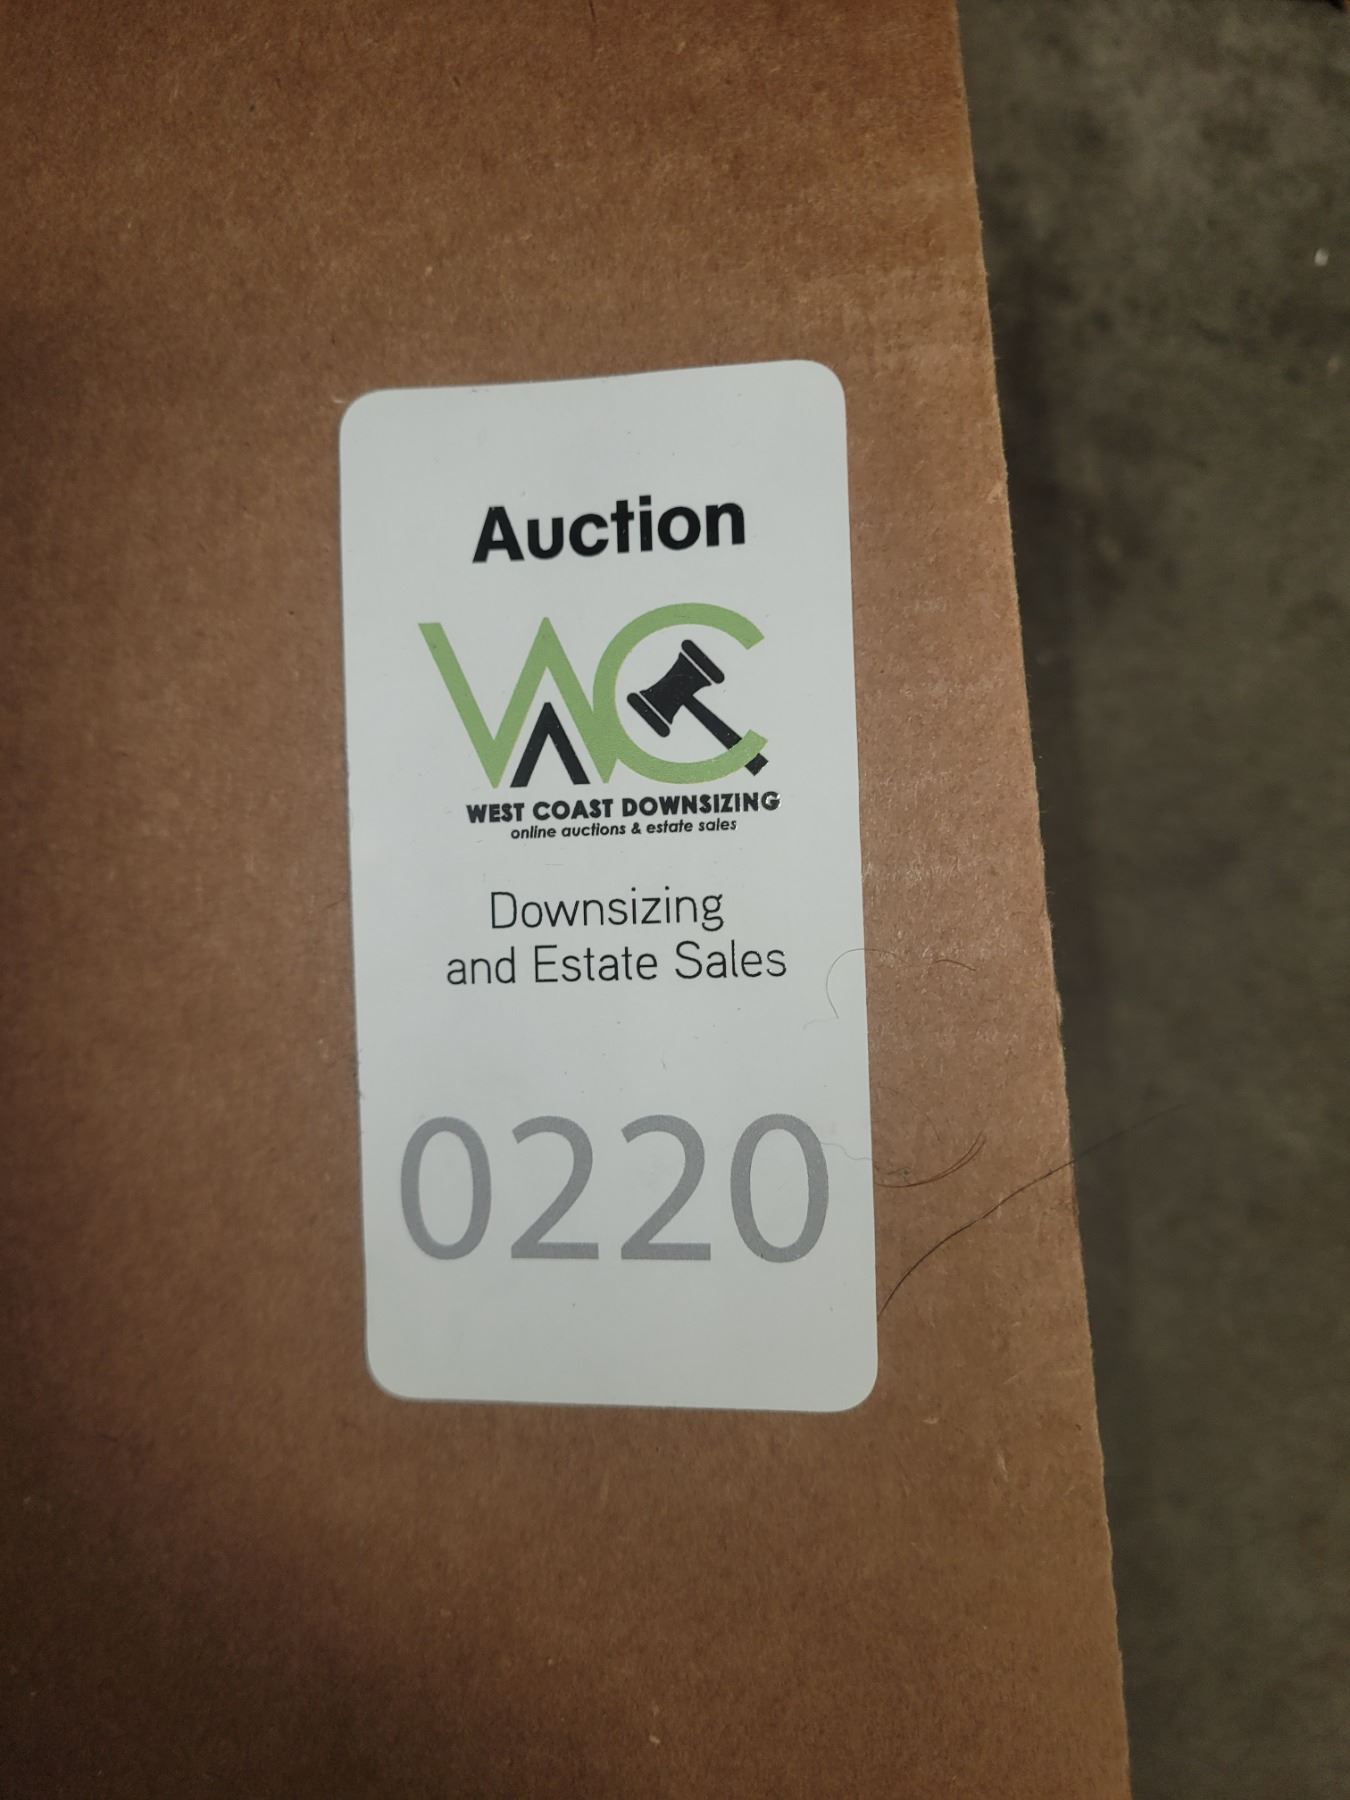 Auction
WC
WEST COAST DOWNSIZING
online auctions & estate sales
Downsizing
and Estate Sales
0220